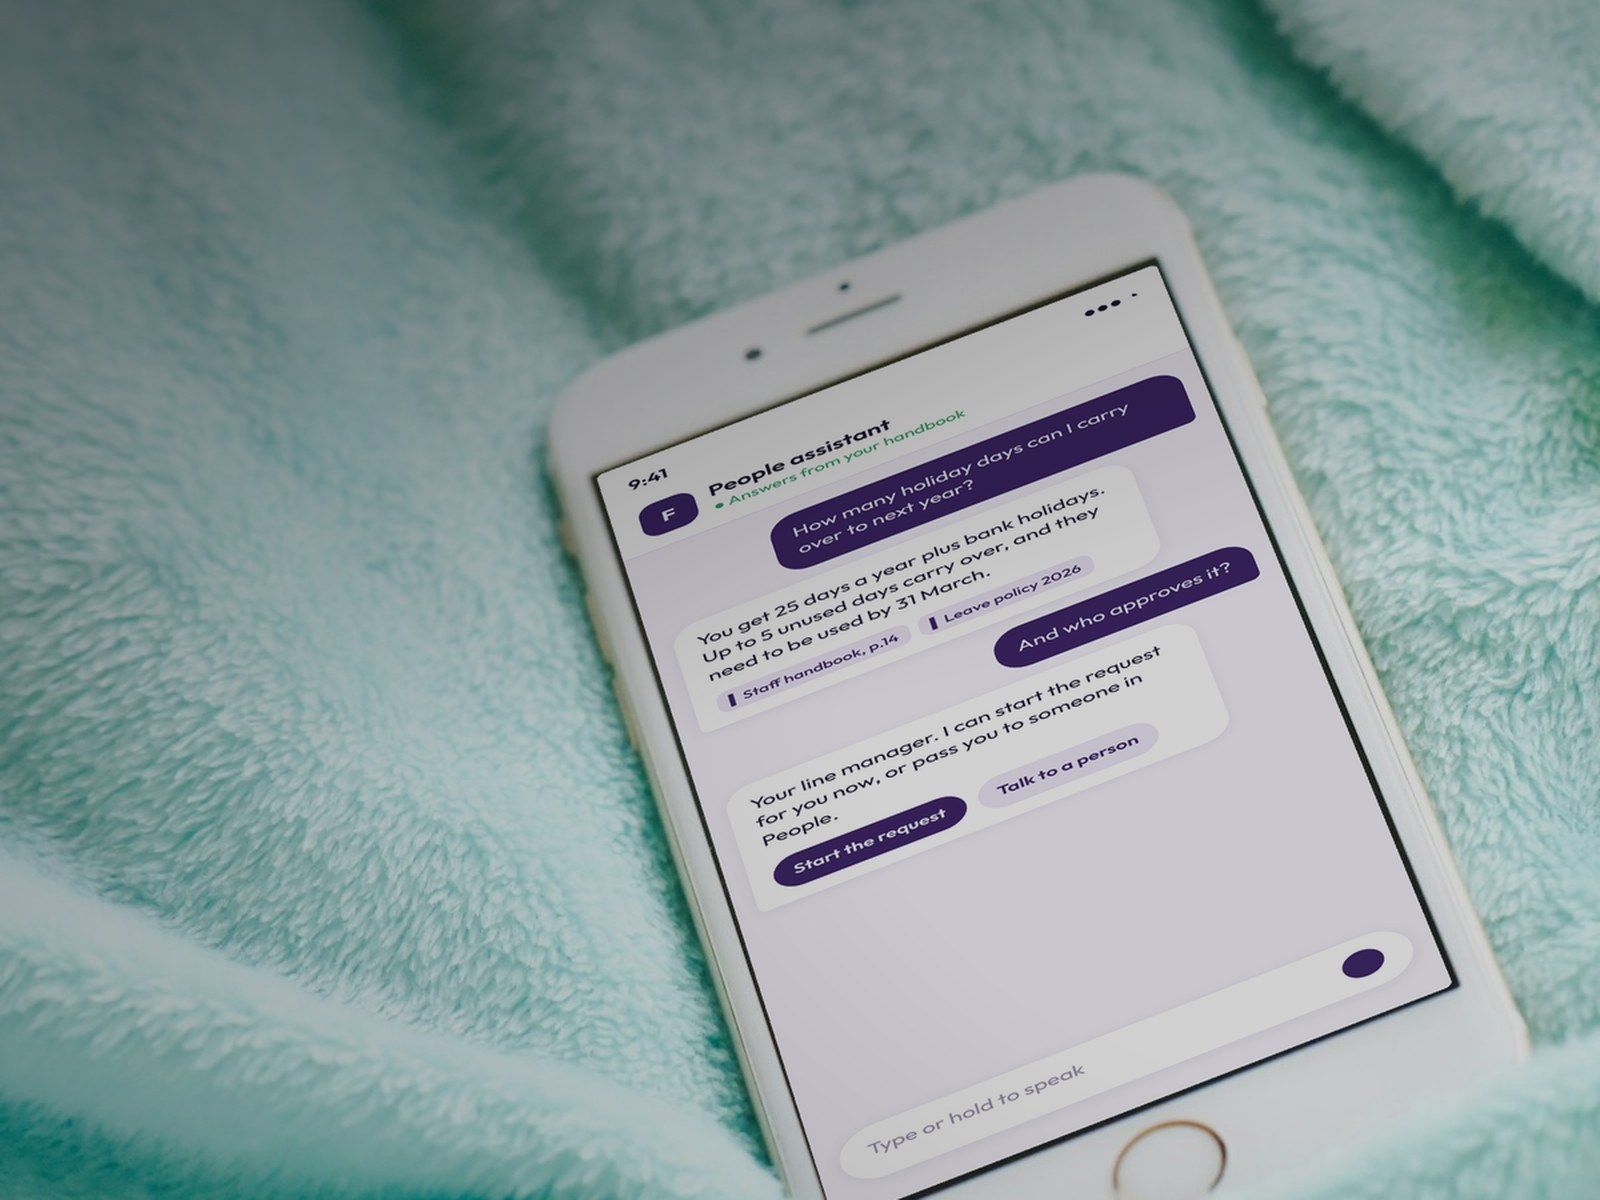 9:41
F
People assistant
• Answers from your handbook
How many holiday days can I carry
over to next year?
You get 25 days a year plus bank holidays.
Up to 5 unused days carry over, and they
need to be used by 31 March.
Staff handbook, p.14
Leave policy 2026
And who approves it?
Your line manager. I can start the request
for you now, or pass you to someone in
People.
Start the request
Talk to a person
Type or hold to speak